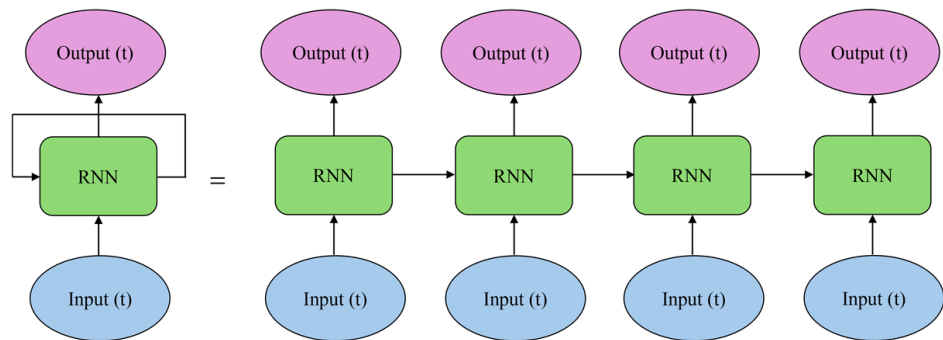 Output (t)
Output (t)
Output (t)
Output (t)
Output (t)
RNN
=
RNN
RNN
RNN
RNN
Input (t)
Input (t)
Input (t)
Input (t)
Input (t)